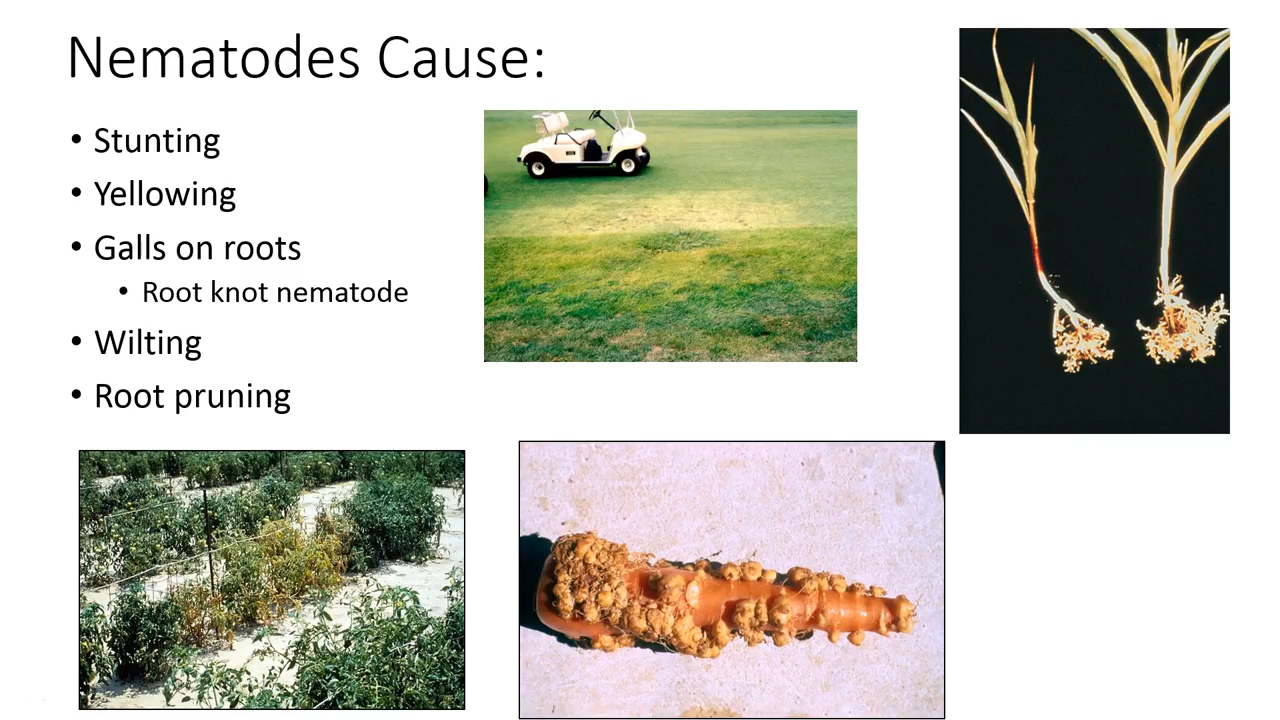 Nematodes Cause:
• Stunting
• Yellowing
• Galls on roots
• Root knot nematode
• Wilting
• Root pruning